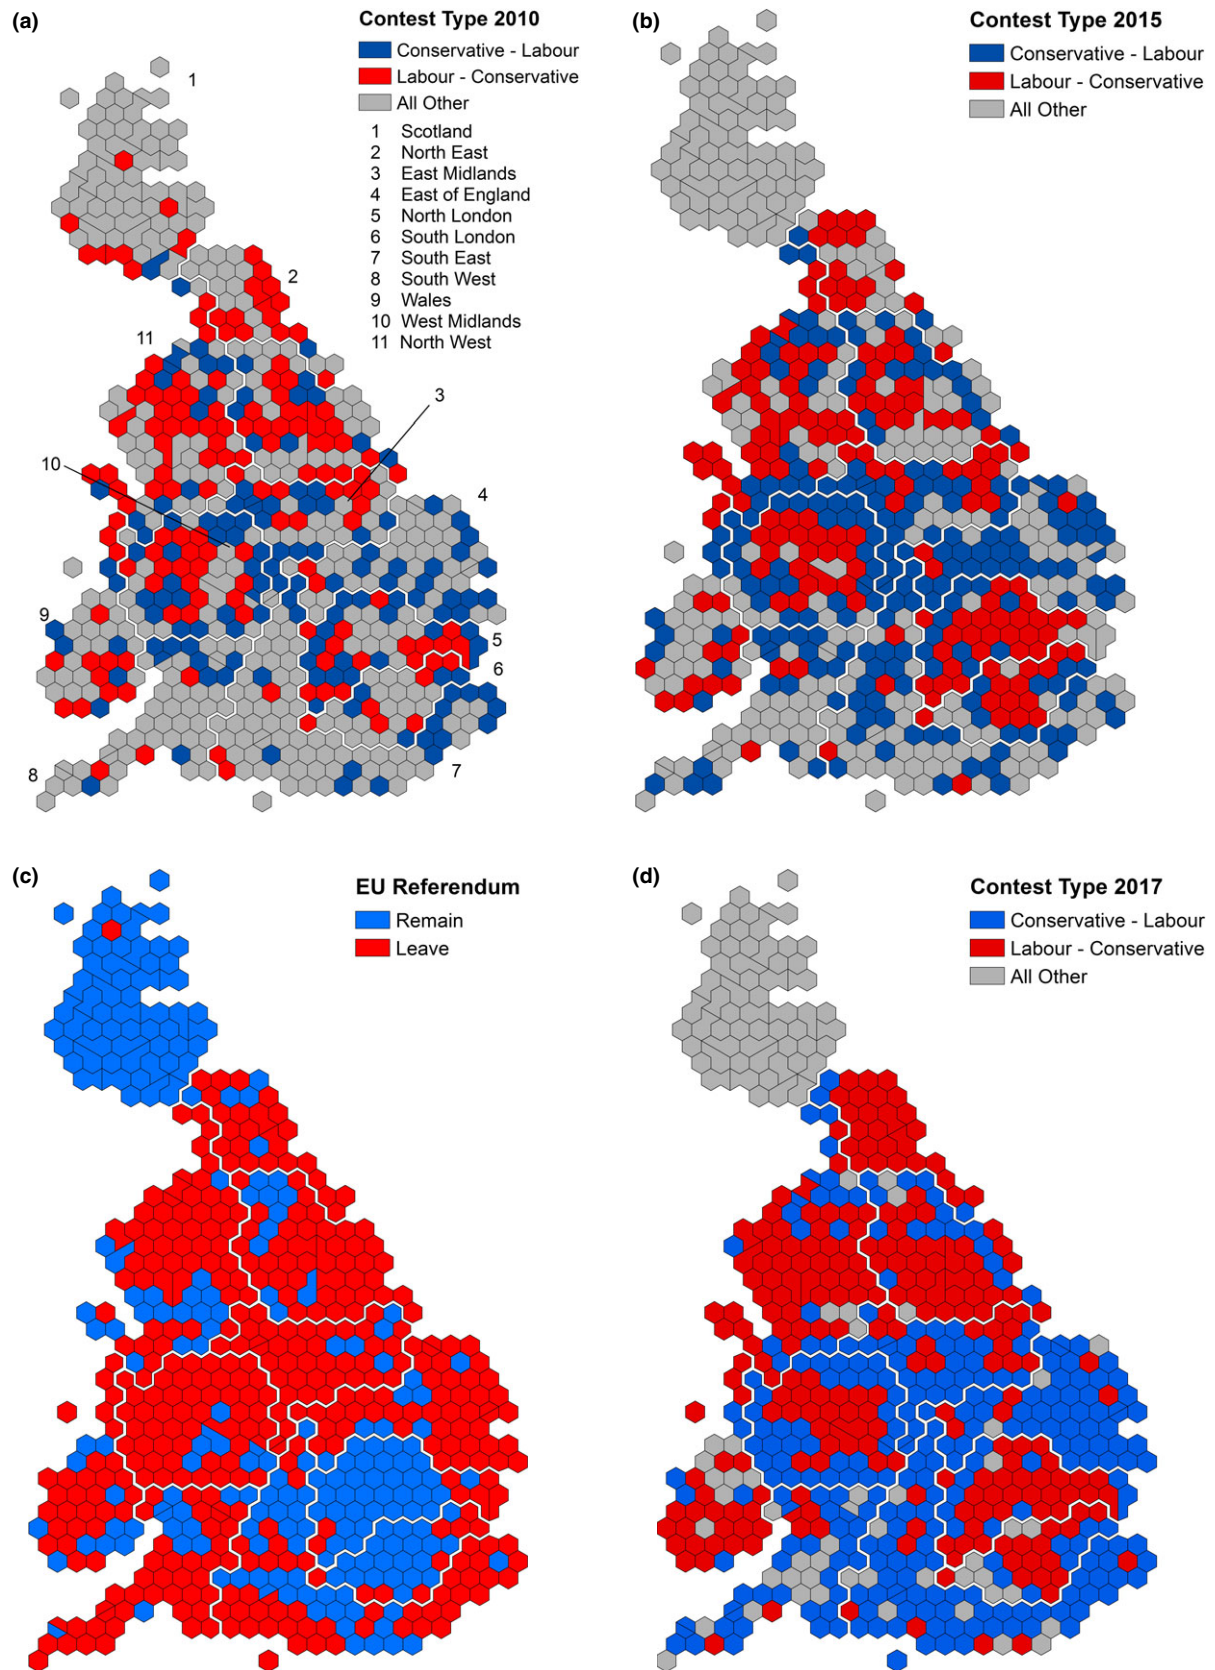 (a)
Contest Type 2010
Conservative - Labour
Labour - Conservative
All Other
1 Scotland
2 North East
3 East Midlands
4 East of England
5 North London
6 South London
7 South East
8 South West
9 Wales
10 West Midlands
11 North West
1
2
11
3
10
4
9
5
6
8
7
(b)
Contest Type 2015
Conservative - Labour
Labour - Conservative
All Other
(c)
EU Referendum
Remain
Leave
(d)
Contest Type 2017
Conservative - Labour
Labour - Conservative
All Other